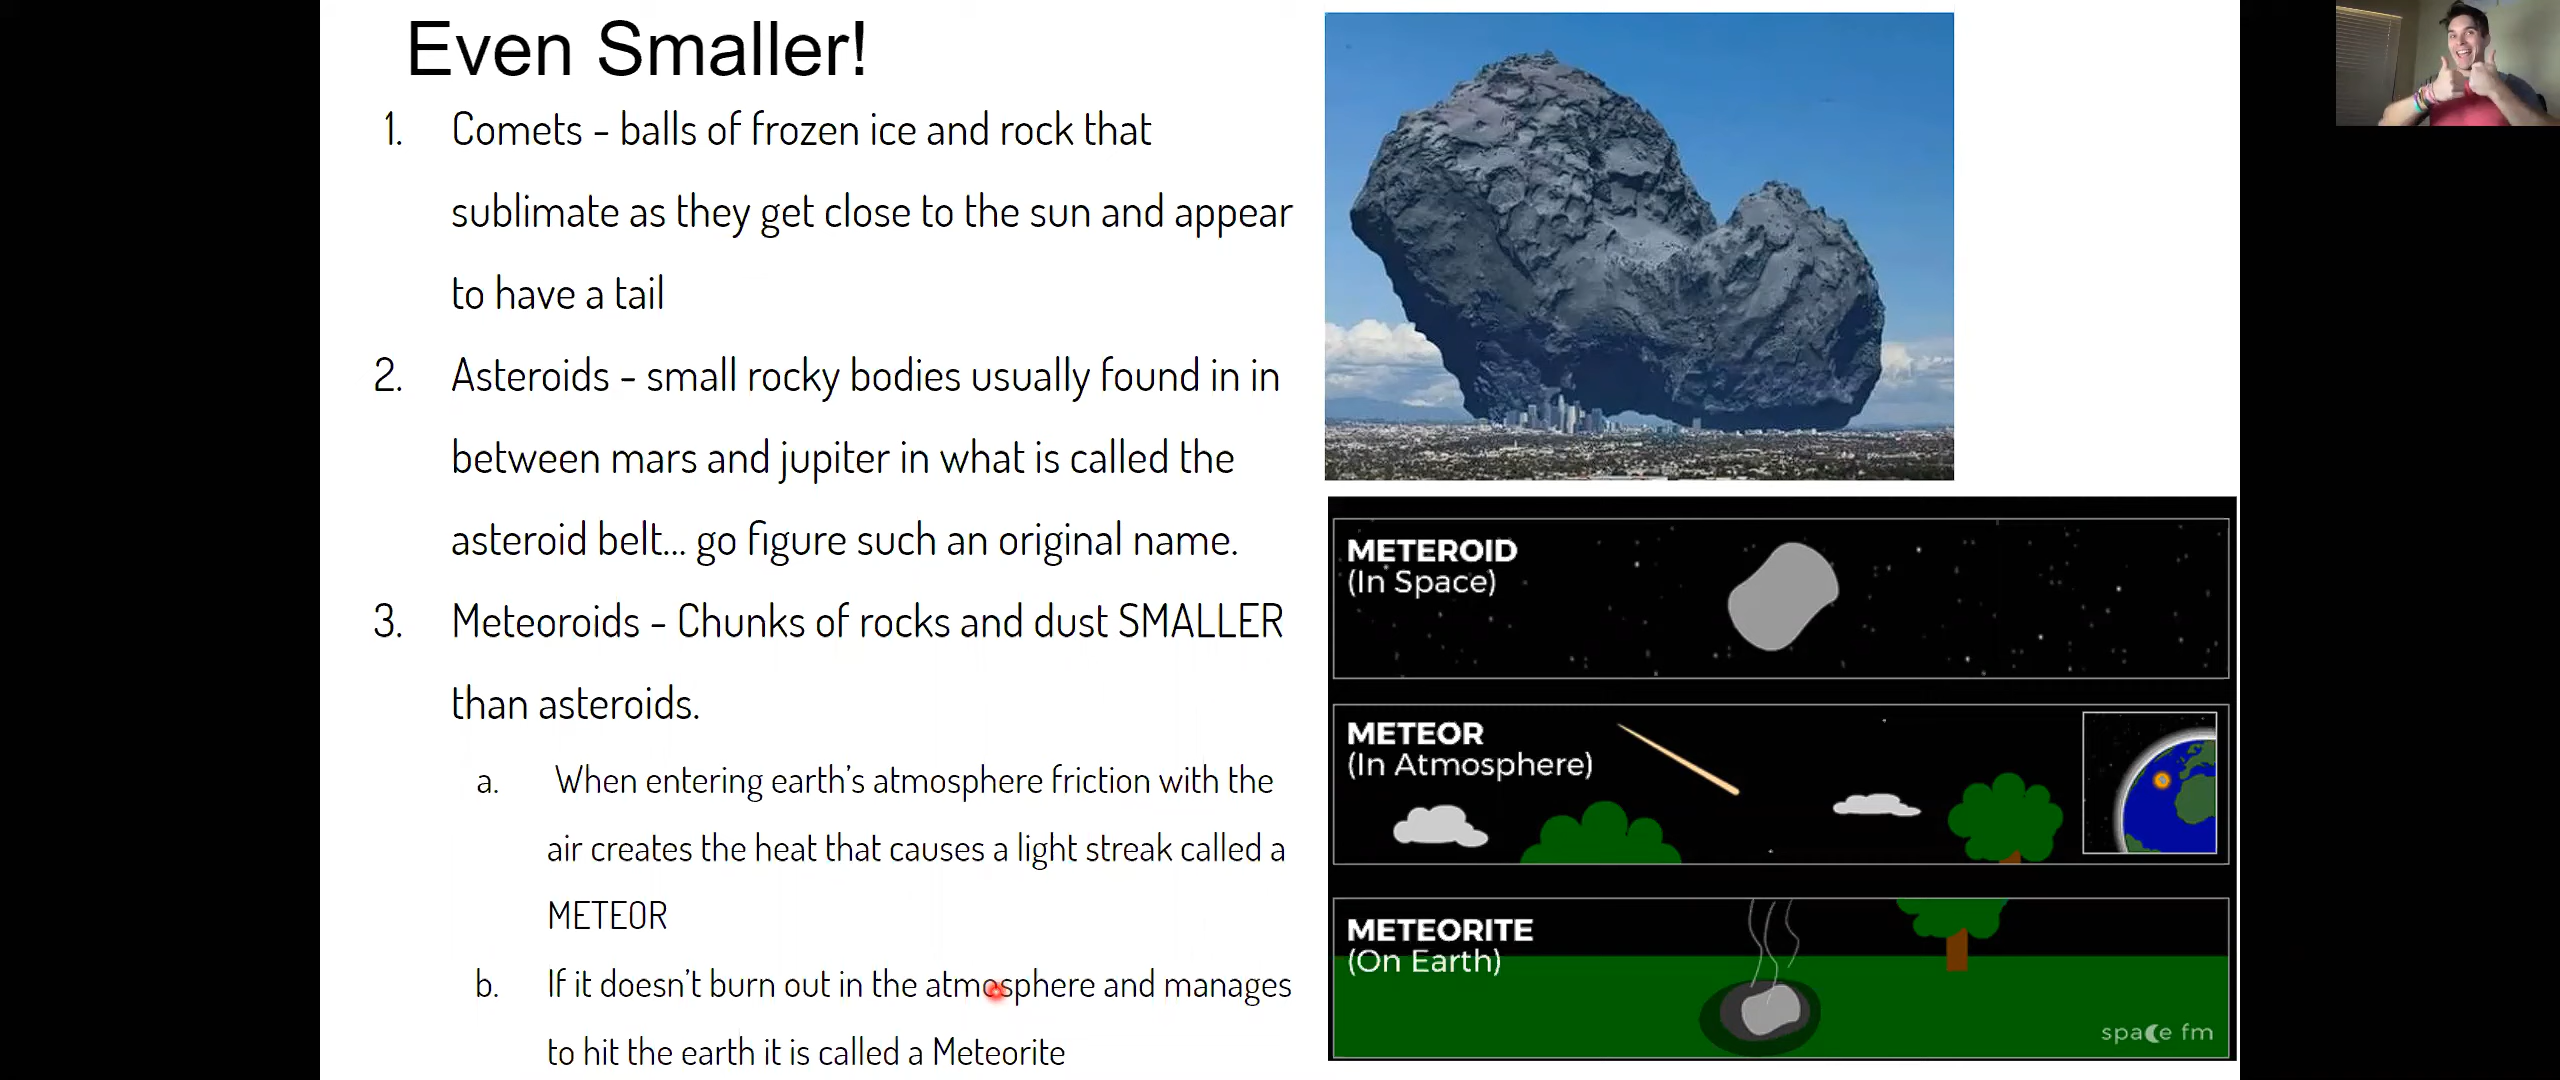 Even Smaller!
1. Comets - balls of frozen ice and rock that
sublimate as they get close to the sun and appear
to have a tail
2. Asteroids - small rocky bodies usually found in in
between mars and jupiter in what is called the
asteroid belt... go figure such an original name.
3. Meteoroids - Chunks of rocks and dust SMALLER
than asteroids.
a. When entering earth's atmosphere friction with the
air creates the heat that causes a light streak called a
METEOR
b. If it doesn't burn out in the atmosphere and manages
to hit the earth it is called a Meteorite
METEROID
(In Space)
METEOR
(In Atmosphere)
METEORITE
(On Earth)
space fm